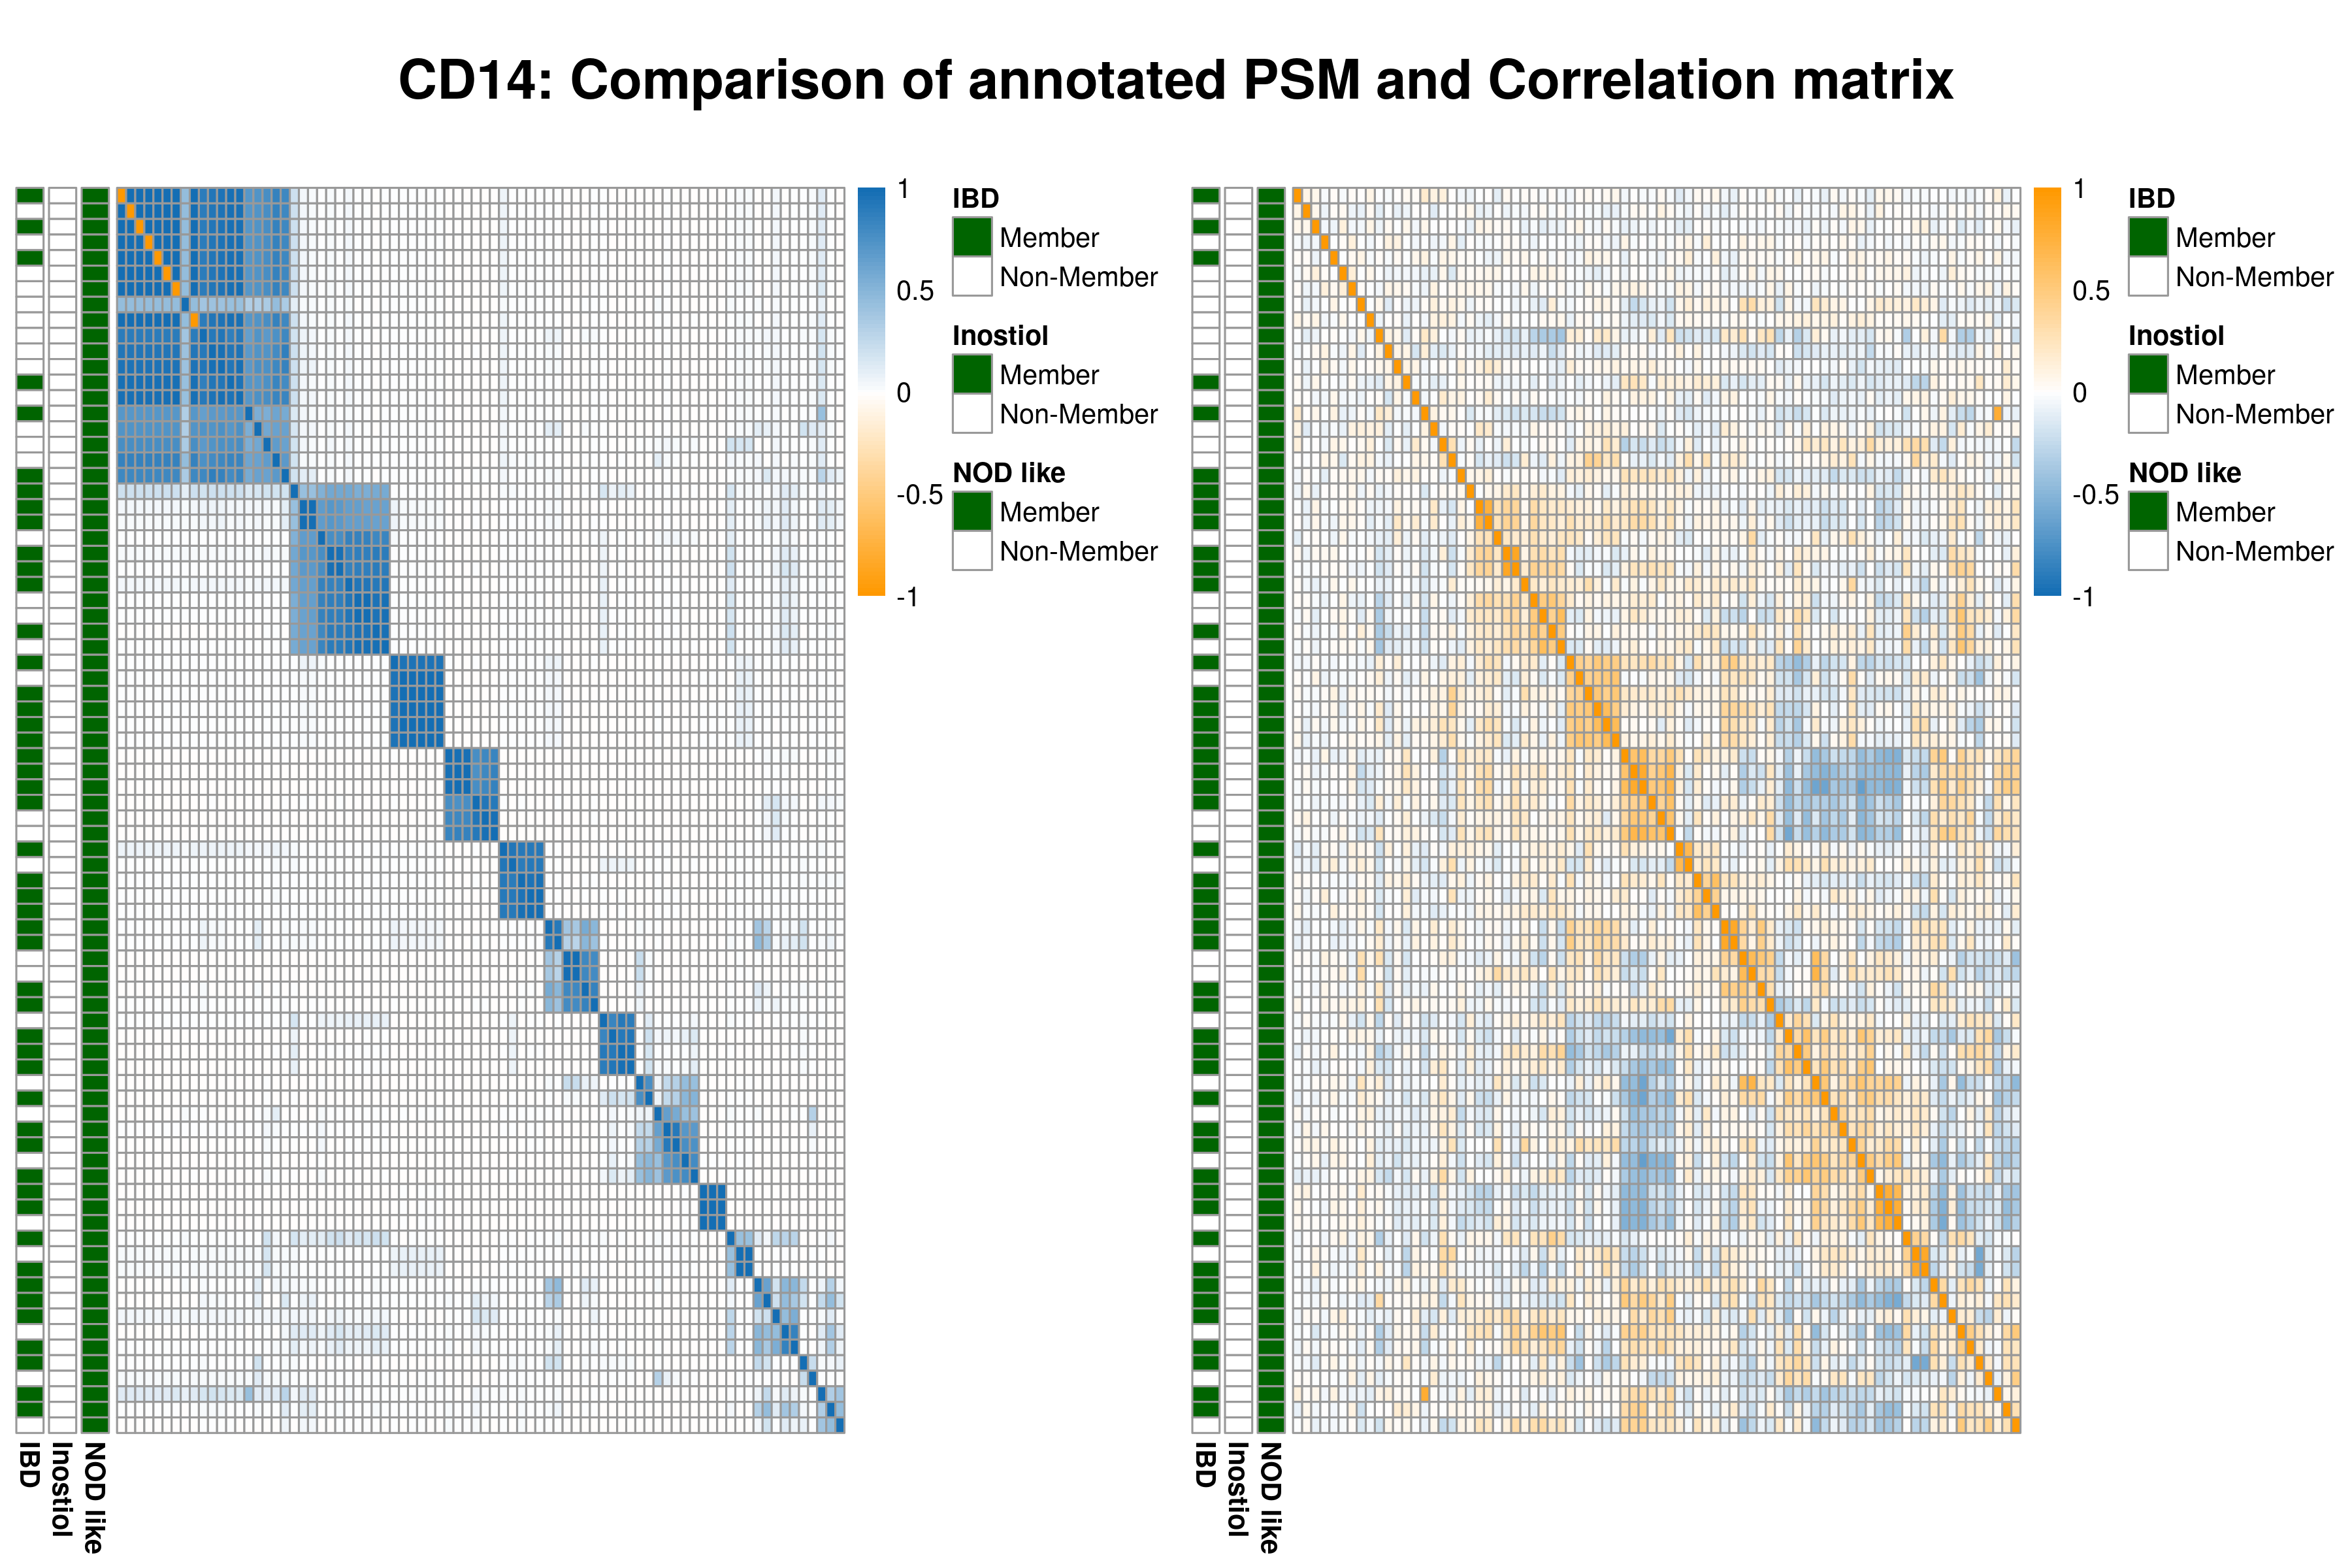 CD14: Comparison of annotated PSM and Correlation matrix
1
0.5
0
-0.5
-1
IBD
Member
Non-Member
Inostiol
Member
Non-Member
NOD like
Member
Non-Member
IBD
Inostiol
NOD like
1
0.5
0
-0.5
-1
IBD
Member
Non-Member
Inostiol
Member
Non-Member
NOD like
Member
Non-Member
IBD
Inostiol
NOD like